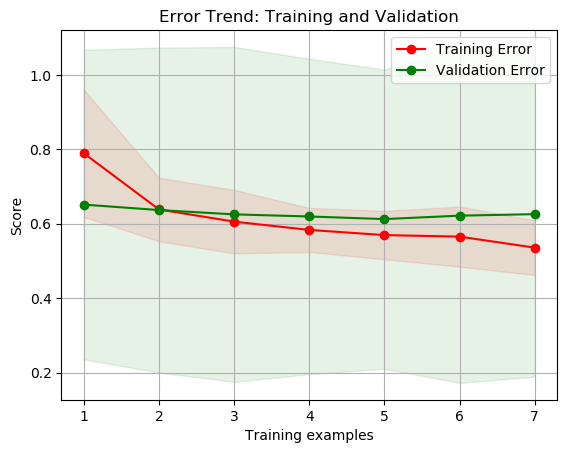 Error Trend: Training and Validation
Training Error
Validation Error
Score
1.0
0.8
0.6
0.4
0.2
1 2 3 4 5 6 7
Training examples